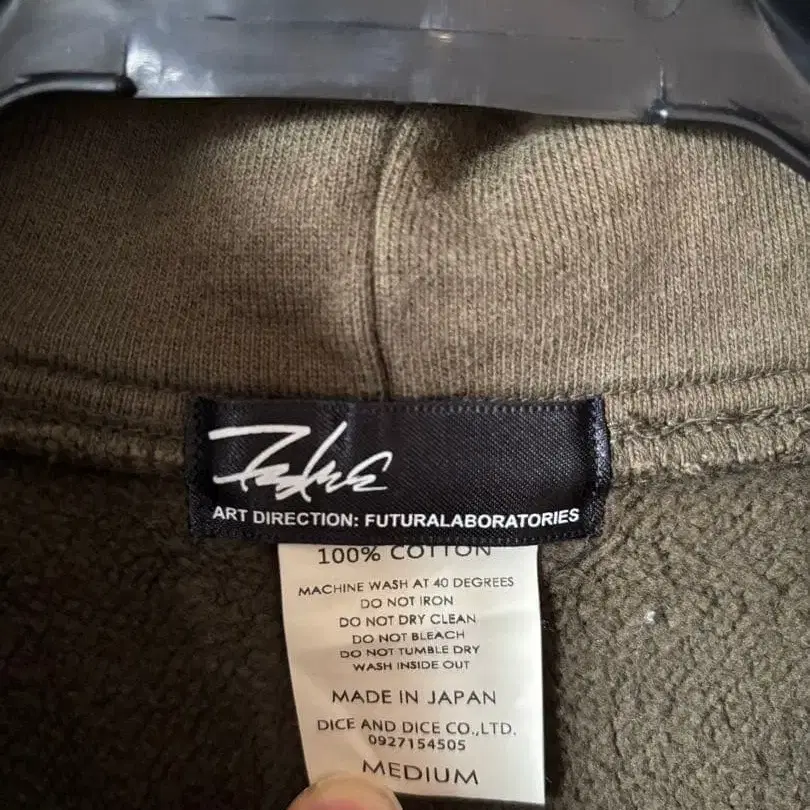 ART DIRECTION: FUTURALABORATORIES
100% COTTON
MACHINE WASH AT 40 DEGREES
DO NOT IRON
DO NOT DRY CLEAN
DO NOT BLEACH
DO NOT TUMBLE DRY
WASH INSIDE OUT
MADE IN JAPAN
DICE AND DICE CO.,LTD.
0927154505
MEDIUM